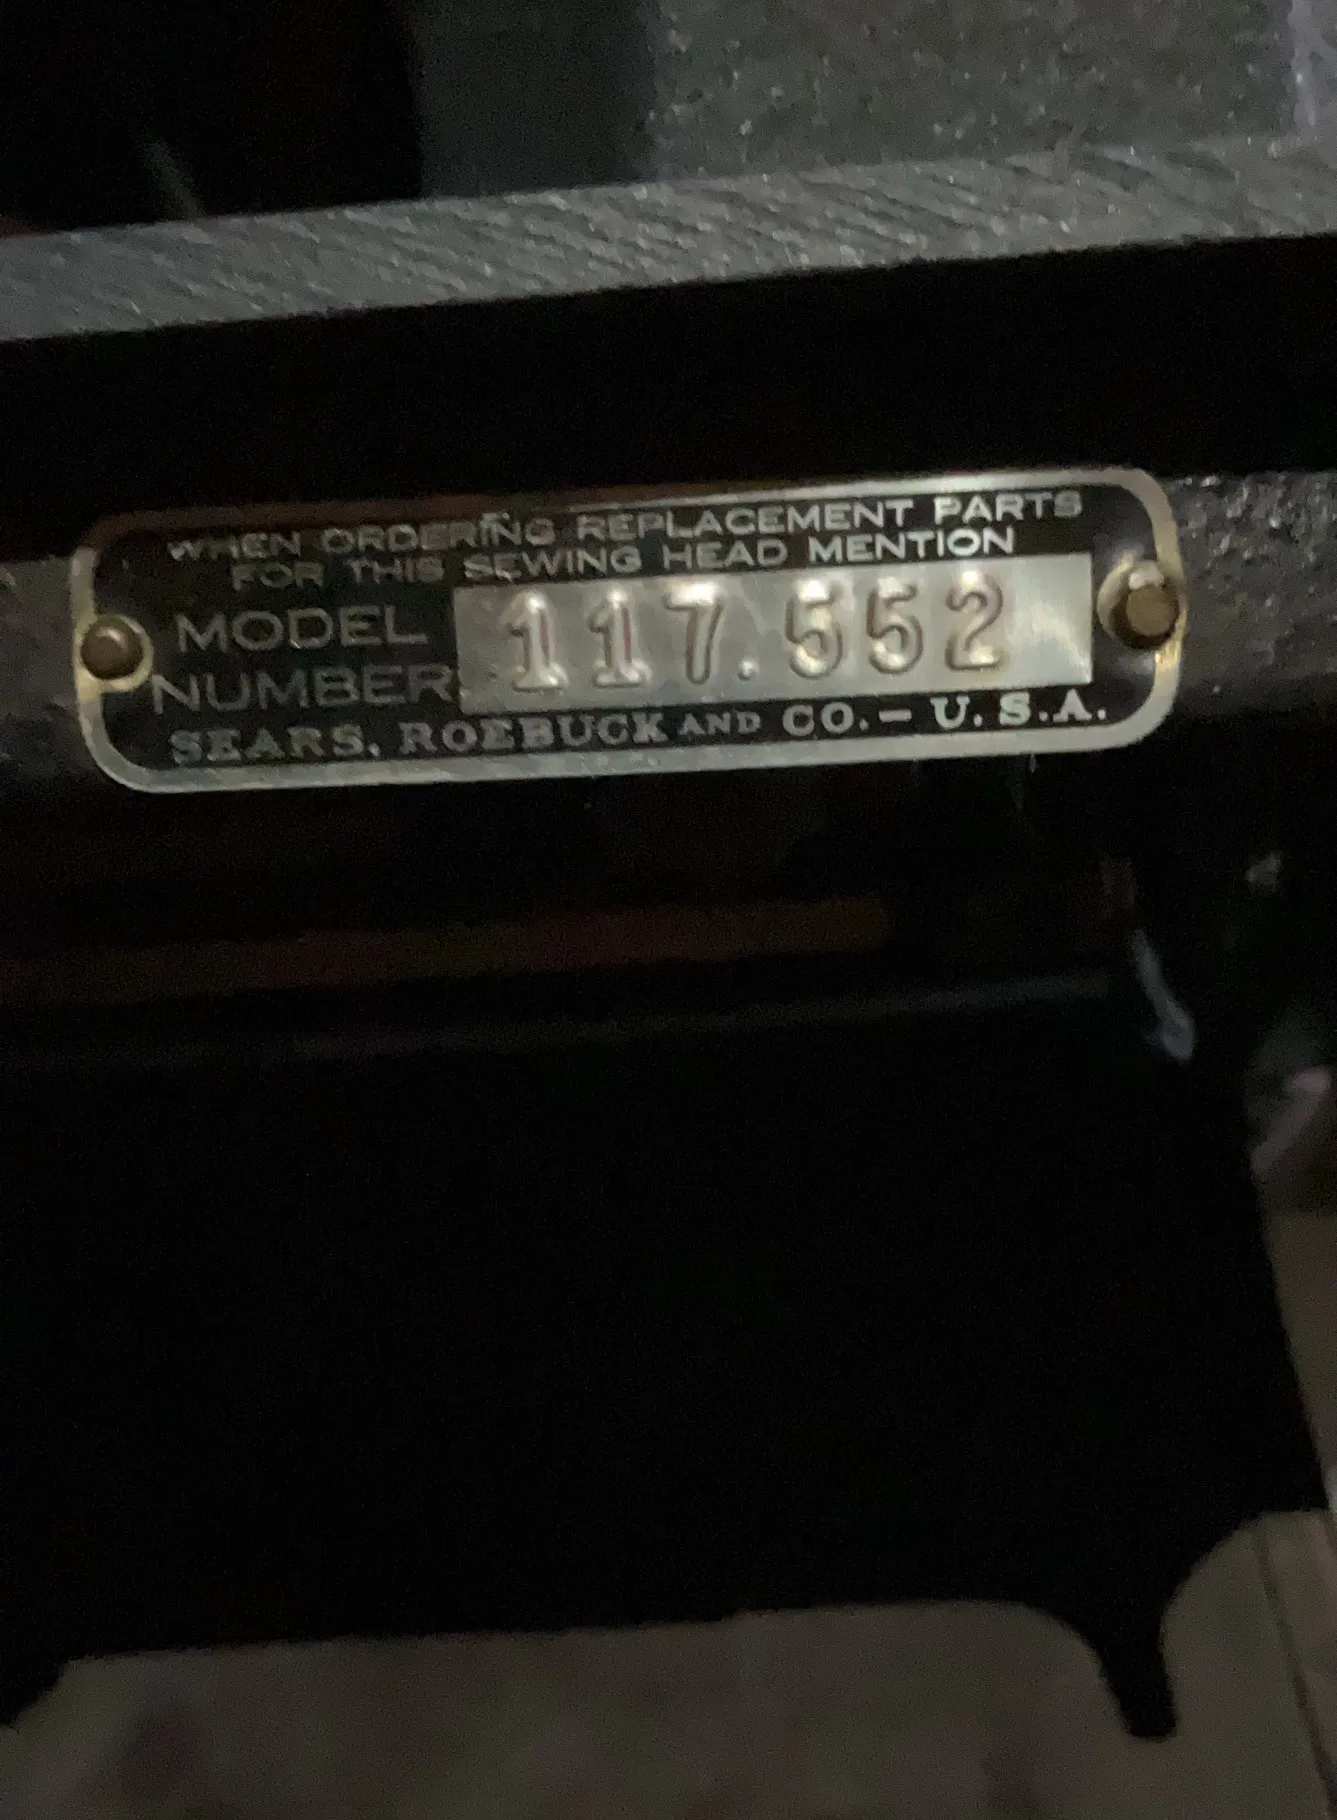 WHEN ORDERING REPLACEMENT PARTS
FOR THIS SEWING HEAD MENTION
MODEL
NUMBER 117.552
SEARS, ROEBUCK AND CO. – U.S.A.